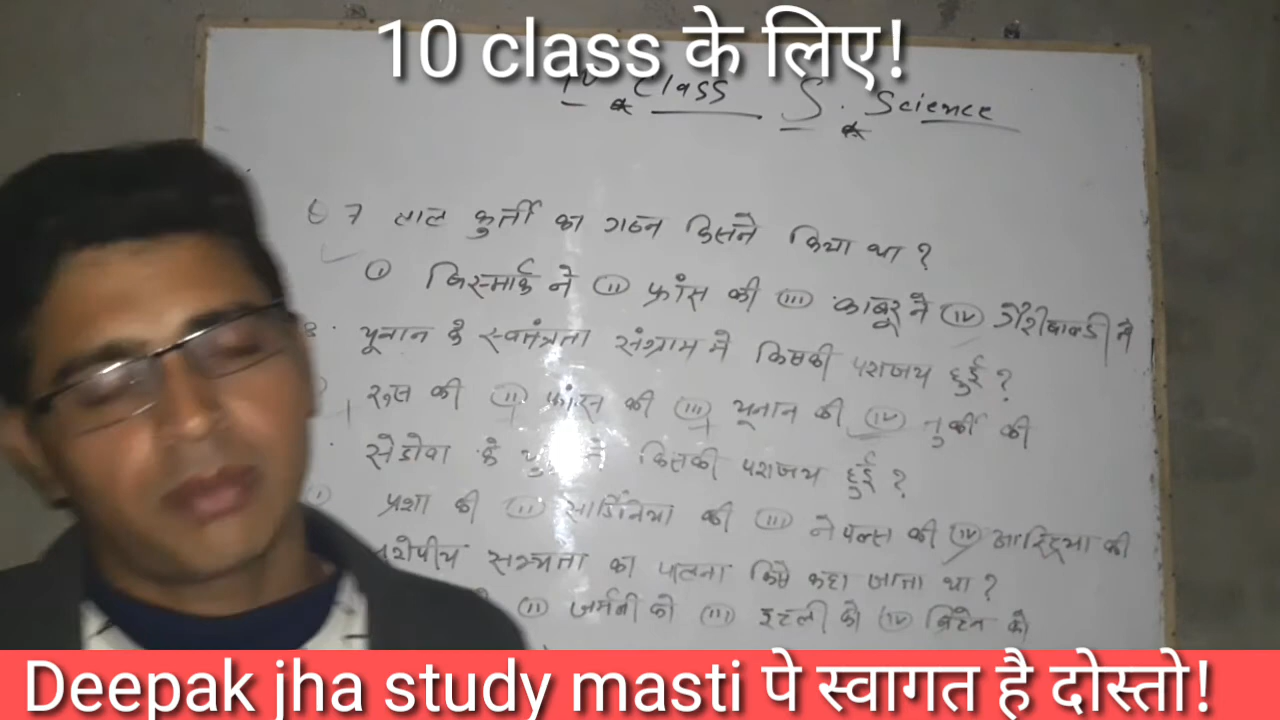 10 class के लिए!
10 Class S. Science
7 लाल कुर्ती का गठन किसने किया था ?
(i) बिस्मार्क ने (ii) फ्रांस की (iii) काबूर ने (iv) गैरीबाल्डी ने
8. यूनान के स्वतंत्रता संग्राम में किसकी पराजय हुई ?
रूस की (ii) फ्रांस की (iii) यूनान की (iv) तुर्की की
सेडोवा के में किसकी पराजय हुई ?
(i) प्रशा की (ii) सार्डिनिया की (iii) नेपल्स की (iv) आस्ट्रिया की
यूरोपीय सभ्यता का पालना किसे कहा जाता था ?
(ii) जर्मनी को (iii) इटली को (iv) ब्रिटेन को
Deepak jha study masti पे स्वागत है दोस्तो!